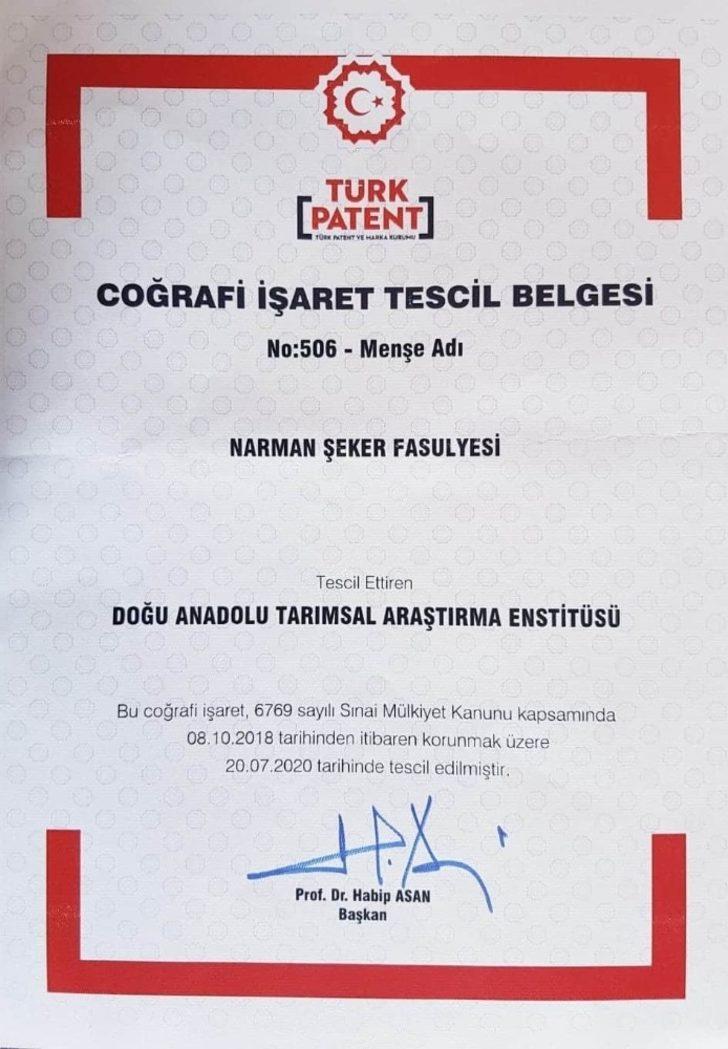 TÜRK
PATENT
TÜRK PATENT VE MARKA KURUMU
COĞRAFİ İŞARET TESCİL BELGESİ
No:506 - Menşe Adı
NARMAN ŞEKER FASULYESİ
Tescil Ettiren
DOĞU ANADOLU TARIMSAL ARAŞTIRMA ENSTİTÜSÜ
Bu coğrafi işaret, 6769 sayılı Sınai Mülkiyet Kanunu kapsamında
08.10.2018 tarihinden itibaren korunmak üzere
20.07.2020 tarihinde tescil edilmiştir.
Prof. Dr. Habip ASAN
Başkan